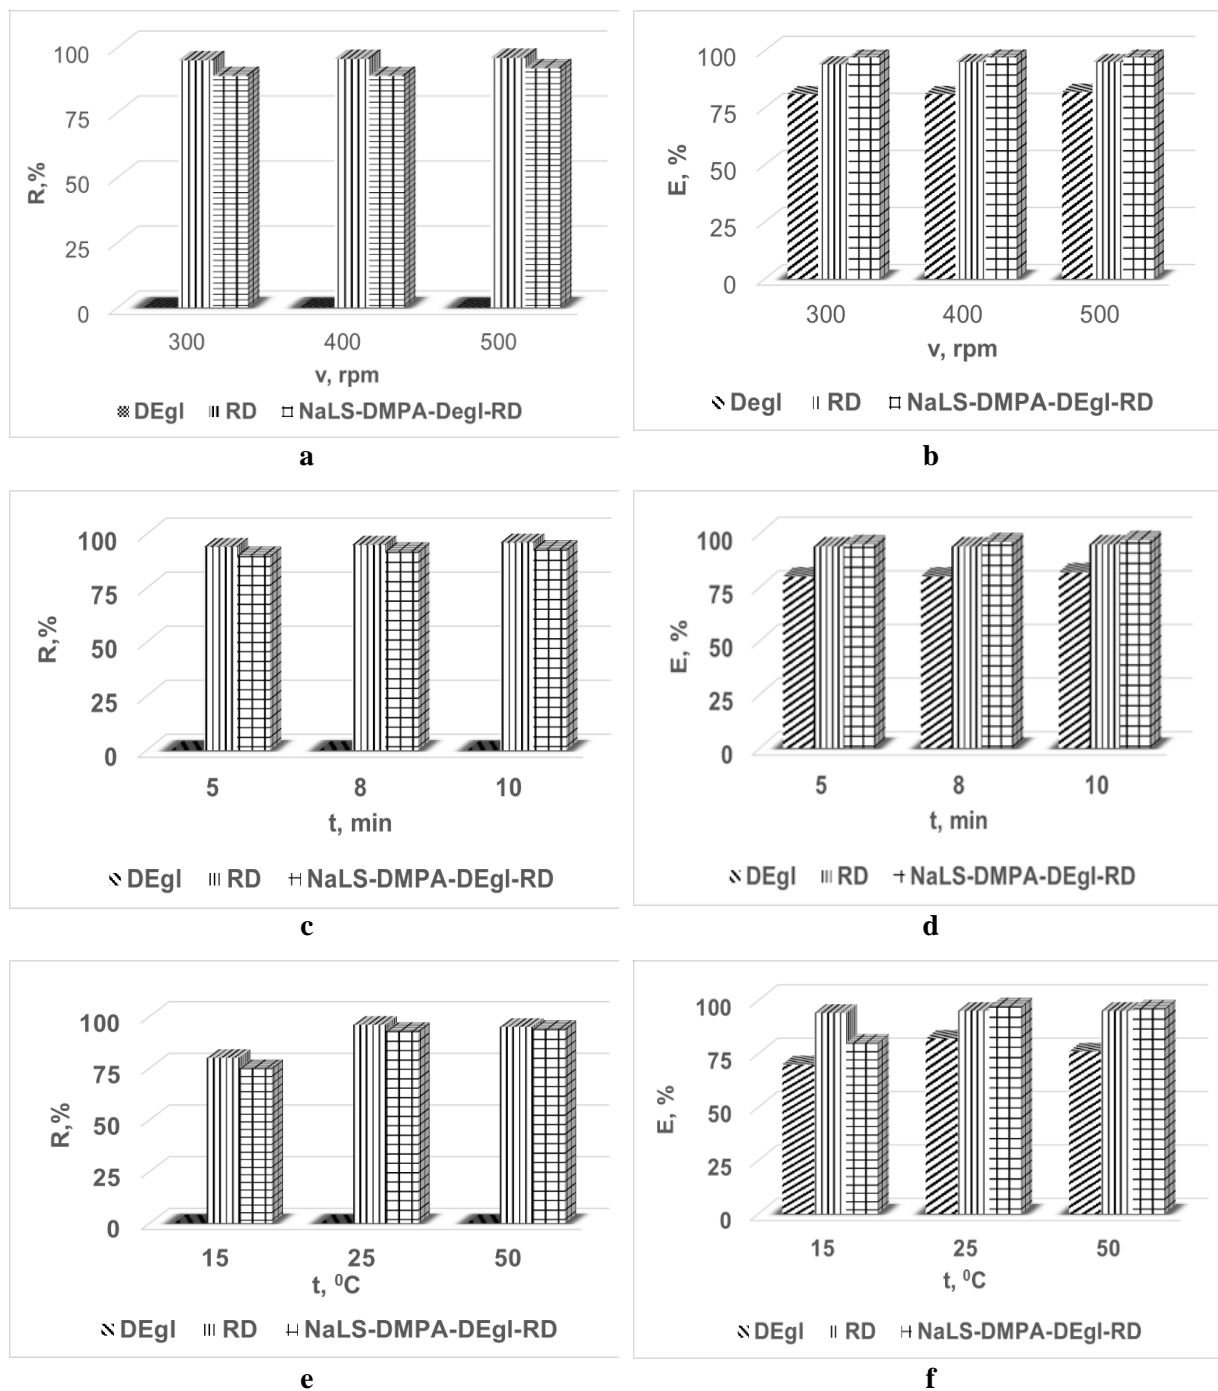 100
75
50
25
0
R,%
300 400 500
v, rpm
DEgl RD NaLS-DMPA-Degl-RD
a
100
75
50
25
0
E, %
300 400 500
v, rpm
Degl RD NaLS-DMPA-DEgl-RD
b
100
75
50
25
0
R,%
5 8 10
t, min
DEgl RD NaLS-DMPA-DEgl-RD
c
100
75
50
25
0
E, %
5 8 10
t, min
DEgl RD NaLS-DMPA-DEgl-RD
d
100
75
50
25
0
R,%
15 25 50
t, ⁰C
DEgl RD NaLS-DMPA-DEgl-RD
e
100
75
50
25
0
E, %
15 25 50
t, ⁰C
DEgl RD NaLS-DMPA-DEgl-RD
f